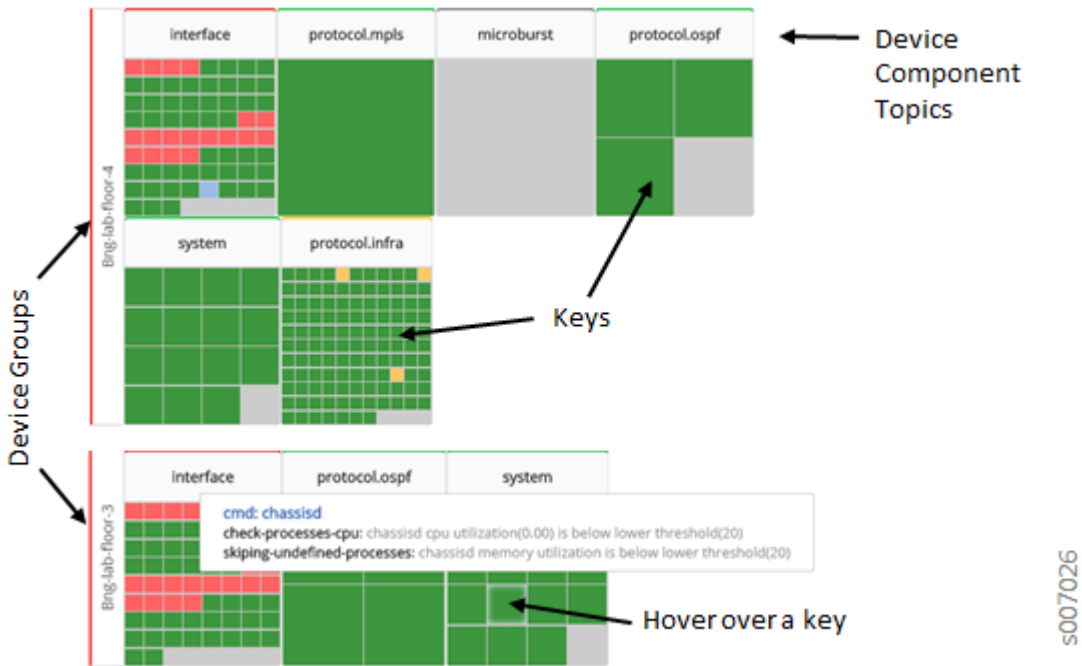 interface
protocol.mpls
microburst
protocol.ospf
Device
Component
Topics
Bng-lab-floor-4
system
protocol.infra
Keys
Device Groups
interface
protocol.ospf
system
Bng-lab-floor-3
cmd: chassisd
check-processes-cpu: chassisd cpu utilization(0.00) is below lower threshold(20)
skiping-undefined-processes: chassisd memory utilization is below lower threshold(20)
Hover over a key
s007026